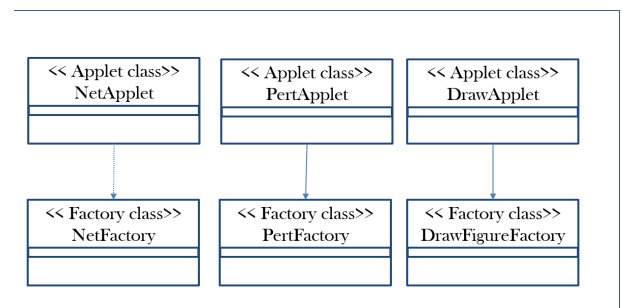 << Applet class>>
NetApplet
<< Applet class>>
PertApplet
<< Applet class>>
DrawApplet
<< Factory class>>
NetFactory
<< Factory class>>
PertFactory
<< Factory class>>
DrawFigureFactory